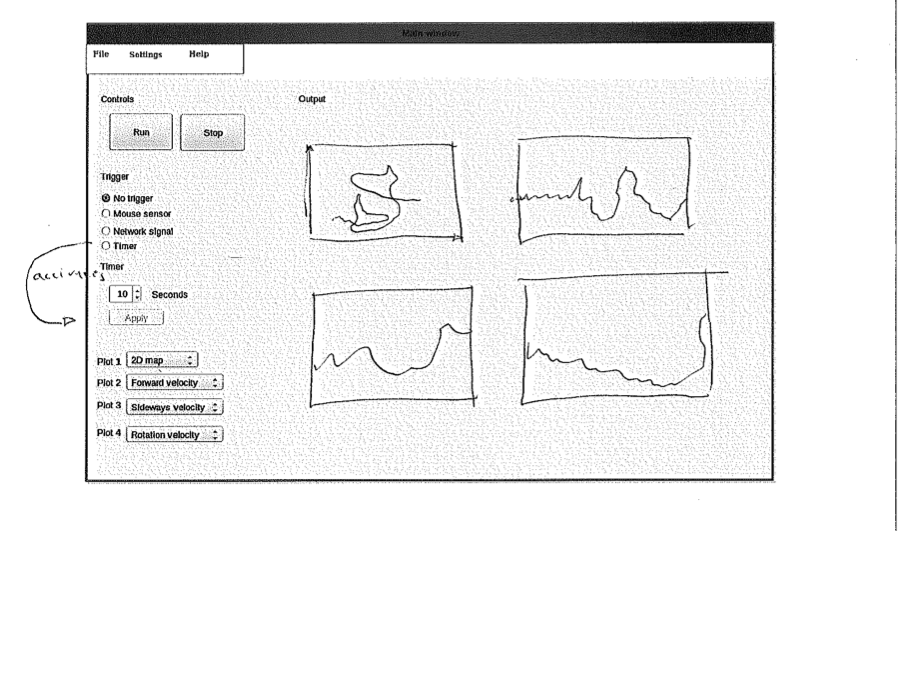 Main window
File Settings Help
Controls
Output
Run Stop
Trigger
No trigger
Mouse sensor
Network signal
Timer
Timer
10 Seconds
Apply
Plot 1 2D map
Plot 2 Forward velocity
Plot 3 Sideways velocity
Plot 4 Rotation velocity